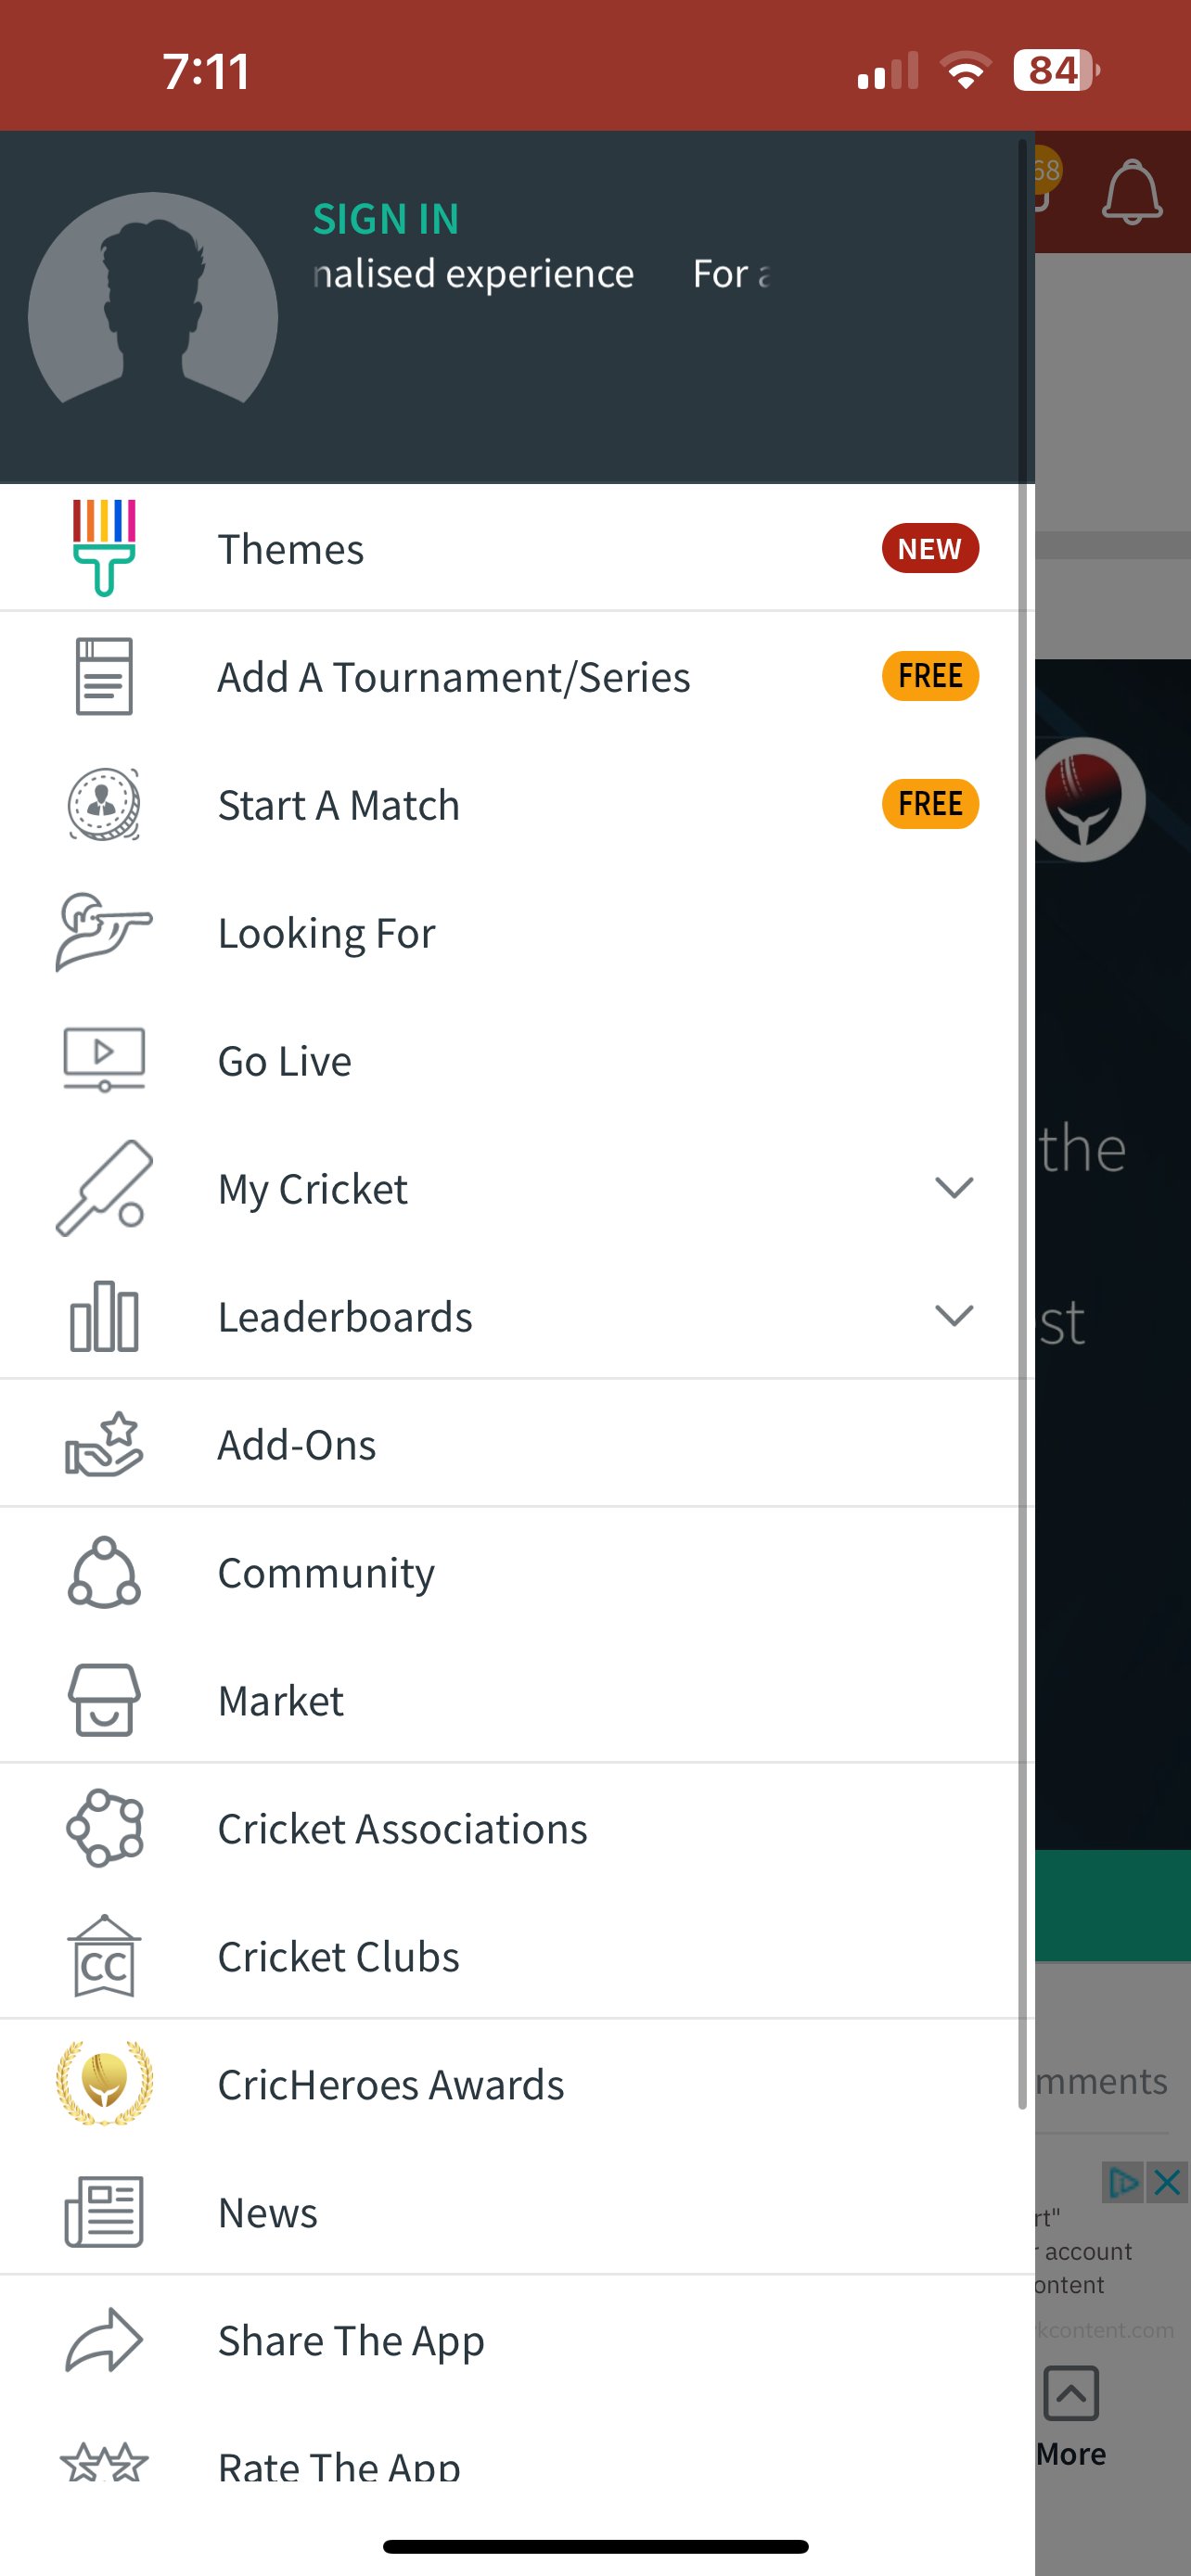 7:11
84
68
SIGN IN
nalised experience For a
Themes
NEW
Add A Tournament/Series
FREE
Start A Match
FREE
Looking For
Go Live
the
My Cricket
Leaderboards
st
Add-Ons
Community
Market
Cricket Associations
CC
Cricket Clubs
CricHeroes Awards
mments
News
rt"
r account
ontent
rkcontent.com
Share The App
More
Rate The App